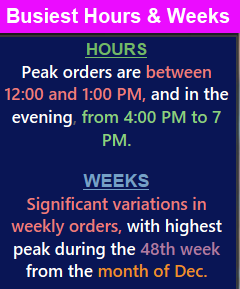 Busiest Hours & Weeks
HOURS
Peak orders are between
12:00 and 1:00 PM, and in the
evening, from 4:00 PM to 7
PM.
WEEKS
Significant variations in
weekly orders, with highest
peak during the 48th week
from the month of Dec.